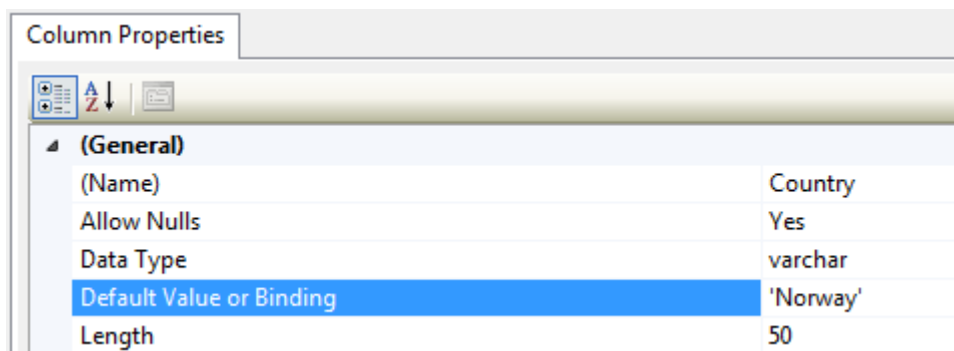 Column Properties
A
Z
(General)
(Name) Country
Allow Nulls Yes
Data Type varchar
Default Value or Binding 'Norway'
Length 50